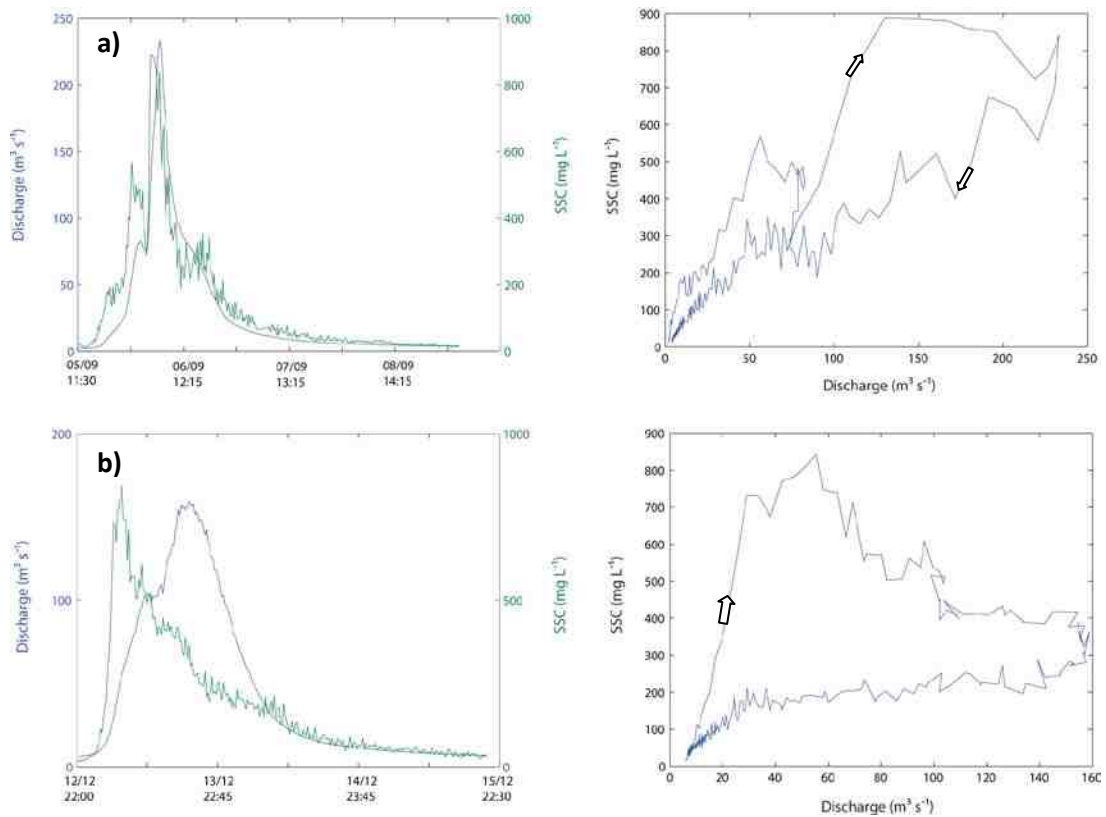 a)
250
200
150
100
50
0
Discharge (m³ s⁻¹)
1000
800
600
400
200
0
SSC (mg L⁻¹)
05/09 06/09 07/09 08/09
11:30 12:15 13:15 14:15
900
800
700
600
500
400
300
200
100
0
SSC (mg L⁻¹)
0 50 100 150 200 250
Discharge (m³ s⁻¹)
b)
200
100
0
Discharge (m³ s⁻¹)
1000
500
0
SSC (mg L⁻¹)
12/12 13/12 14/12 15/12
22:00 22:45 23:45 22:30
900
800
700
600
500
400
300
200
100
0
SSC (mg L⁻¹)
0 20 40 60 80 100 120 140 160
Discharge (m³ s⁻¹)